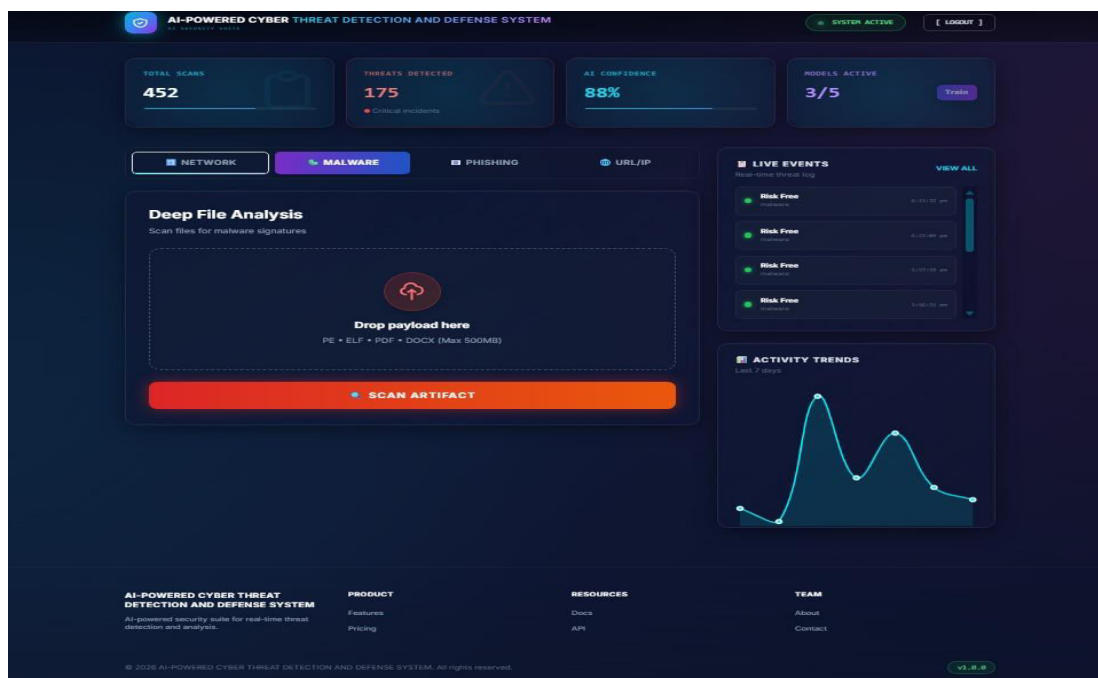 AI-POWERED CYBER THREAT DETECTION AND DEFENSE SYSTEM
AI SECURITY SUITE
SYSTEM ACTIVE
[ LOGOUT ]
TOTAL SCANS
452
THREATS DETECTED
175
Critical incidents
AI CONFIDENCE
88%
MODELS ACTIVE
3/5
Train
NETWORK
MALWARE
PHISHING
URL/IP
Deep File Analysis
Scan files for malware signatures
Drop payload here
PE • ELF • PDF • DOCX (Max 500MB)
SCAN ARTIFACT
LIVE EVENTS
VIEW ALL
Real-time threat log
Risk Free
malware
Risk Free
malware
Risk Free
malware
Risk Free
malware
ACTIVITY TRENDS
Last 7 days
AI-POWERED CYBER THREAT
DETECTION AND DEFENSE SYSTEM
AI-powered security suite for real-time threat
detection and analysis.
PRODUCT
Features
Pricing
RESOURCES
Docs
API
TEAM
About
Contact
© 2026 AI-POWERED CYBER THREAT DETECTION AND DEFENSE SYSTEM. All rights reserved.
v1.0.0